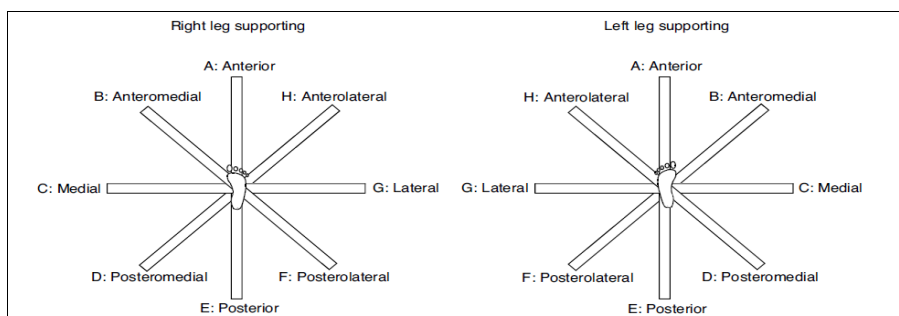 Right leg supporting
A: Anterior
B: Anteromedial
H: Anterolateral
C: Medial
G: Lateral
D: Posteromedial
F: Posterolateral
E: Posterior
Left leg supporting
A: Anterior
H: Anterolateral
B: Anteromedial
G: Lateral
C: Medial
F: Posterolateral
D: Posteromedial
E: Posterior